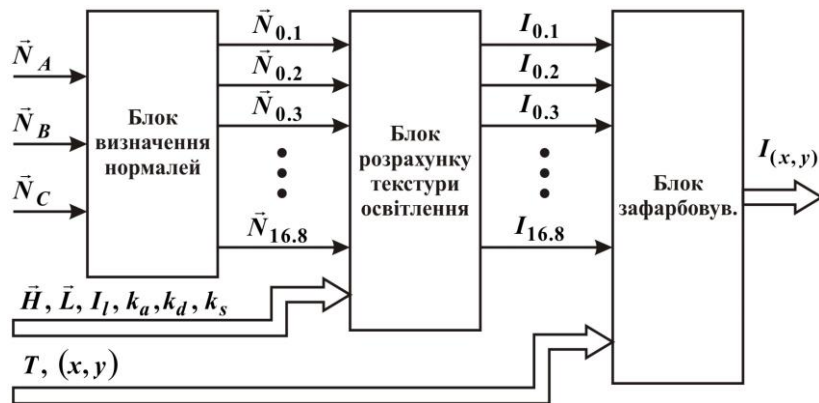 N⃗_A
N⃗_B
N⃗_C
Блок
визначення
нормалей
N⃗_0.1
N⃗_0.2
N⃗_0.3
N⃗_16.8
Блок
розрахунку
текстури
освітлення
I_0.1
I_0.2
I_0.3
I_16.8
Блок
зафарбовув.
I_(x, y)
H⃗, L⃗, I_l, k_a, k_d, k_s
T, (x, y)